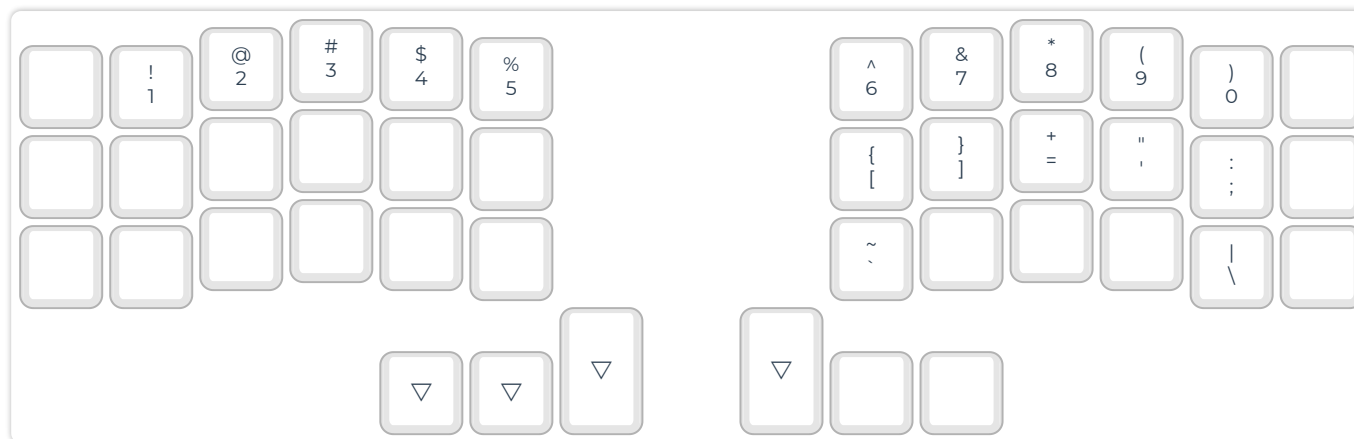 ! @ # $ % ^ & * ( )
1 2 3 4 5 6 7 8 9 0
{ } + " :
[ ] = ' ;
~ |
` \
▽ ▽ ▽ ▽